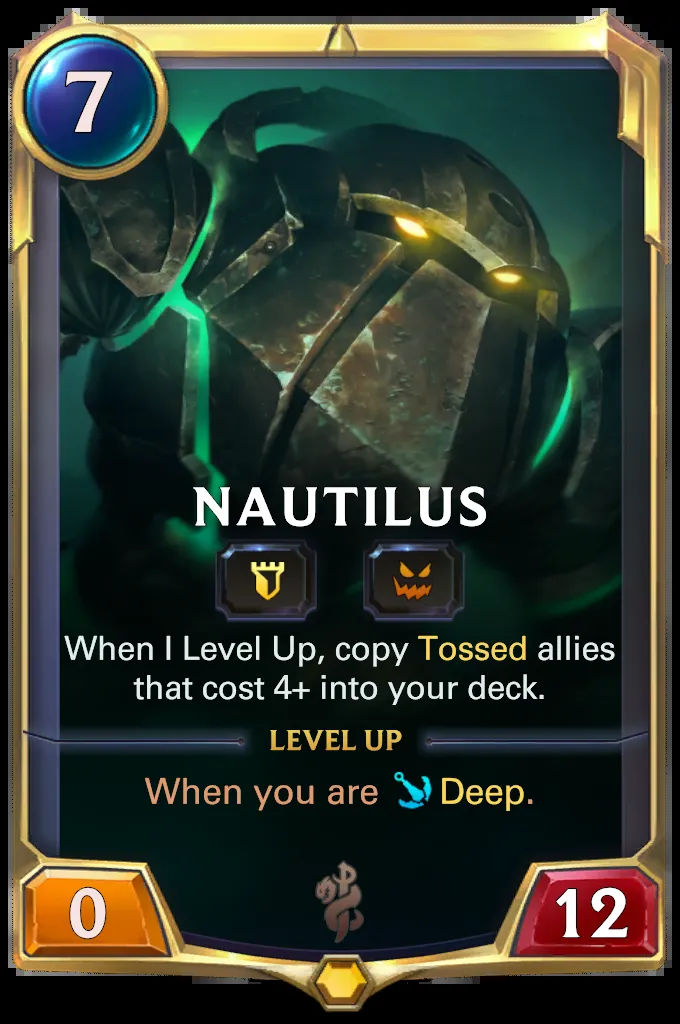 7
NAUTILUS
When I Level Up, copy Tossed allies
that cost 4+ into your deck.
LEVEL UP
When you are Deep.
0
12